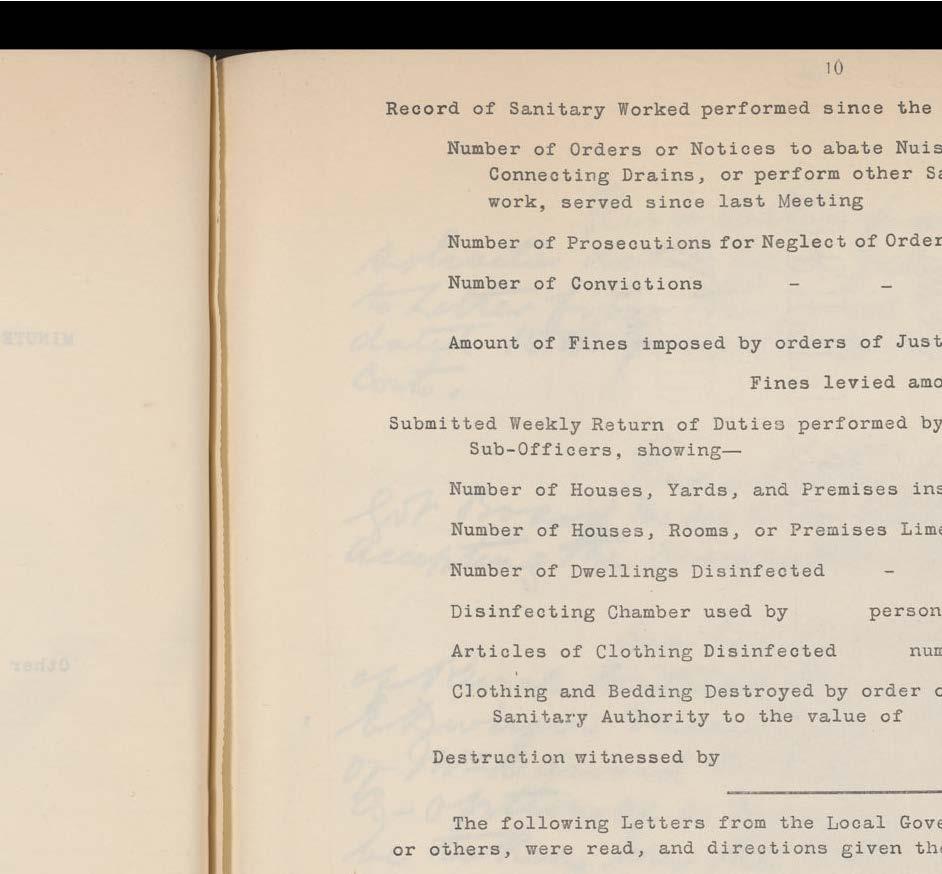 10
Record of Sanitary Worked performed since the
Number of Orders or Notices to abate Nuis
Connecting Drains, or perform other Sa
work, served since last Meeting
Number of Prosecutions for Neglect of Order
Number of Convictions - -
Amount of Fines imposed by orders of Just
Fines levied amo
Submitted Weekly Return of Duties performed by
Sub-Officers, showing—
Number of Houses, Yards, and Premises ins
Number of Houses, Rooms, or Premises Lime
Number of Dwellings Disinfected -
Disinfecting Chamber used by person
Articles of Clothing Disinfected num
Clothing and Bedding Destroyed by order o
Sanitary Authority to the value of
Destruction witnessed by
The following Letters from the Local Gove
or others, were read, and directions given the